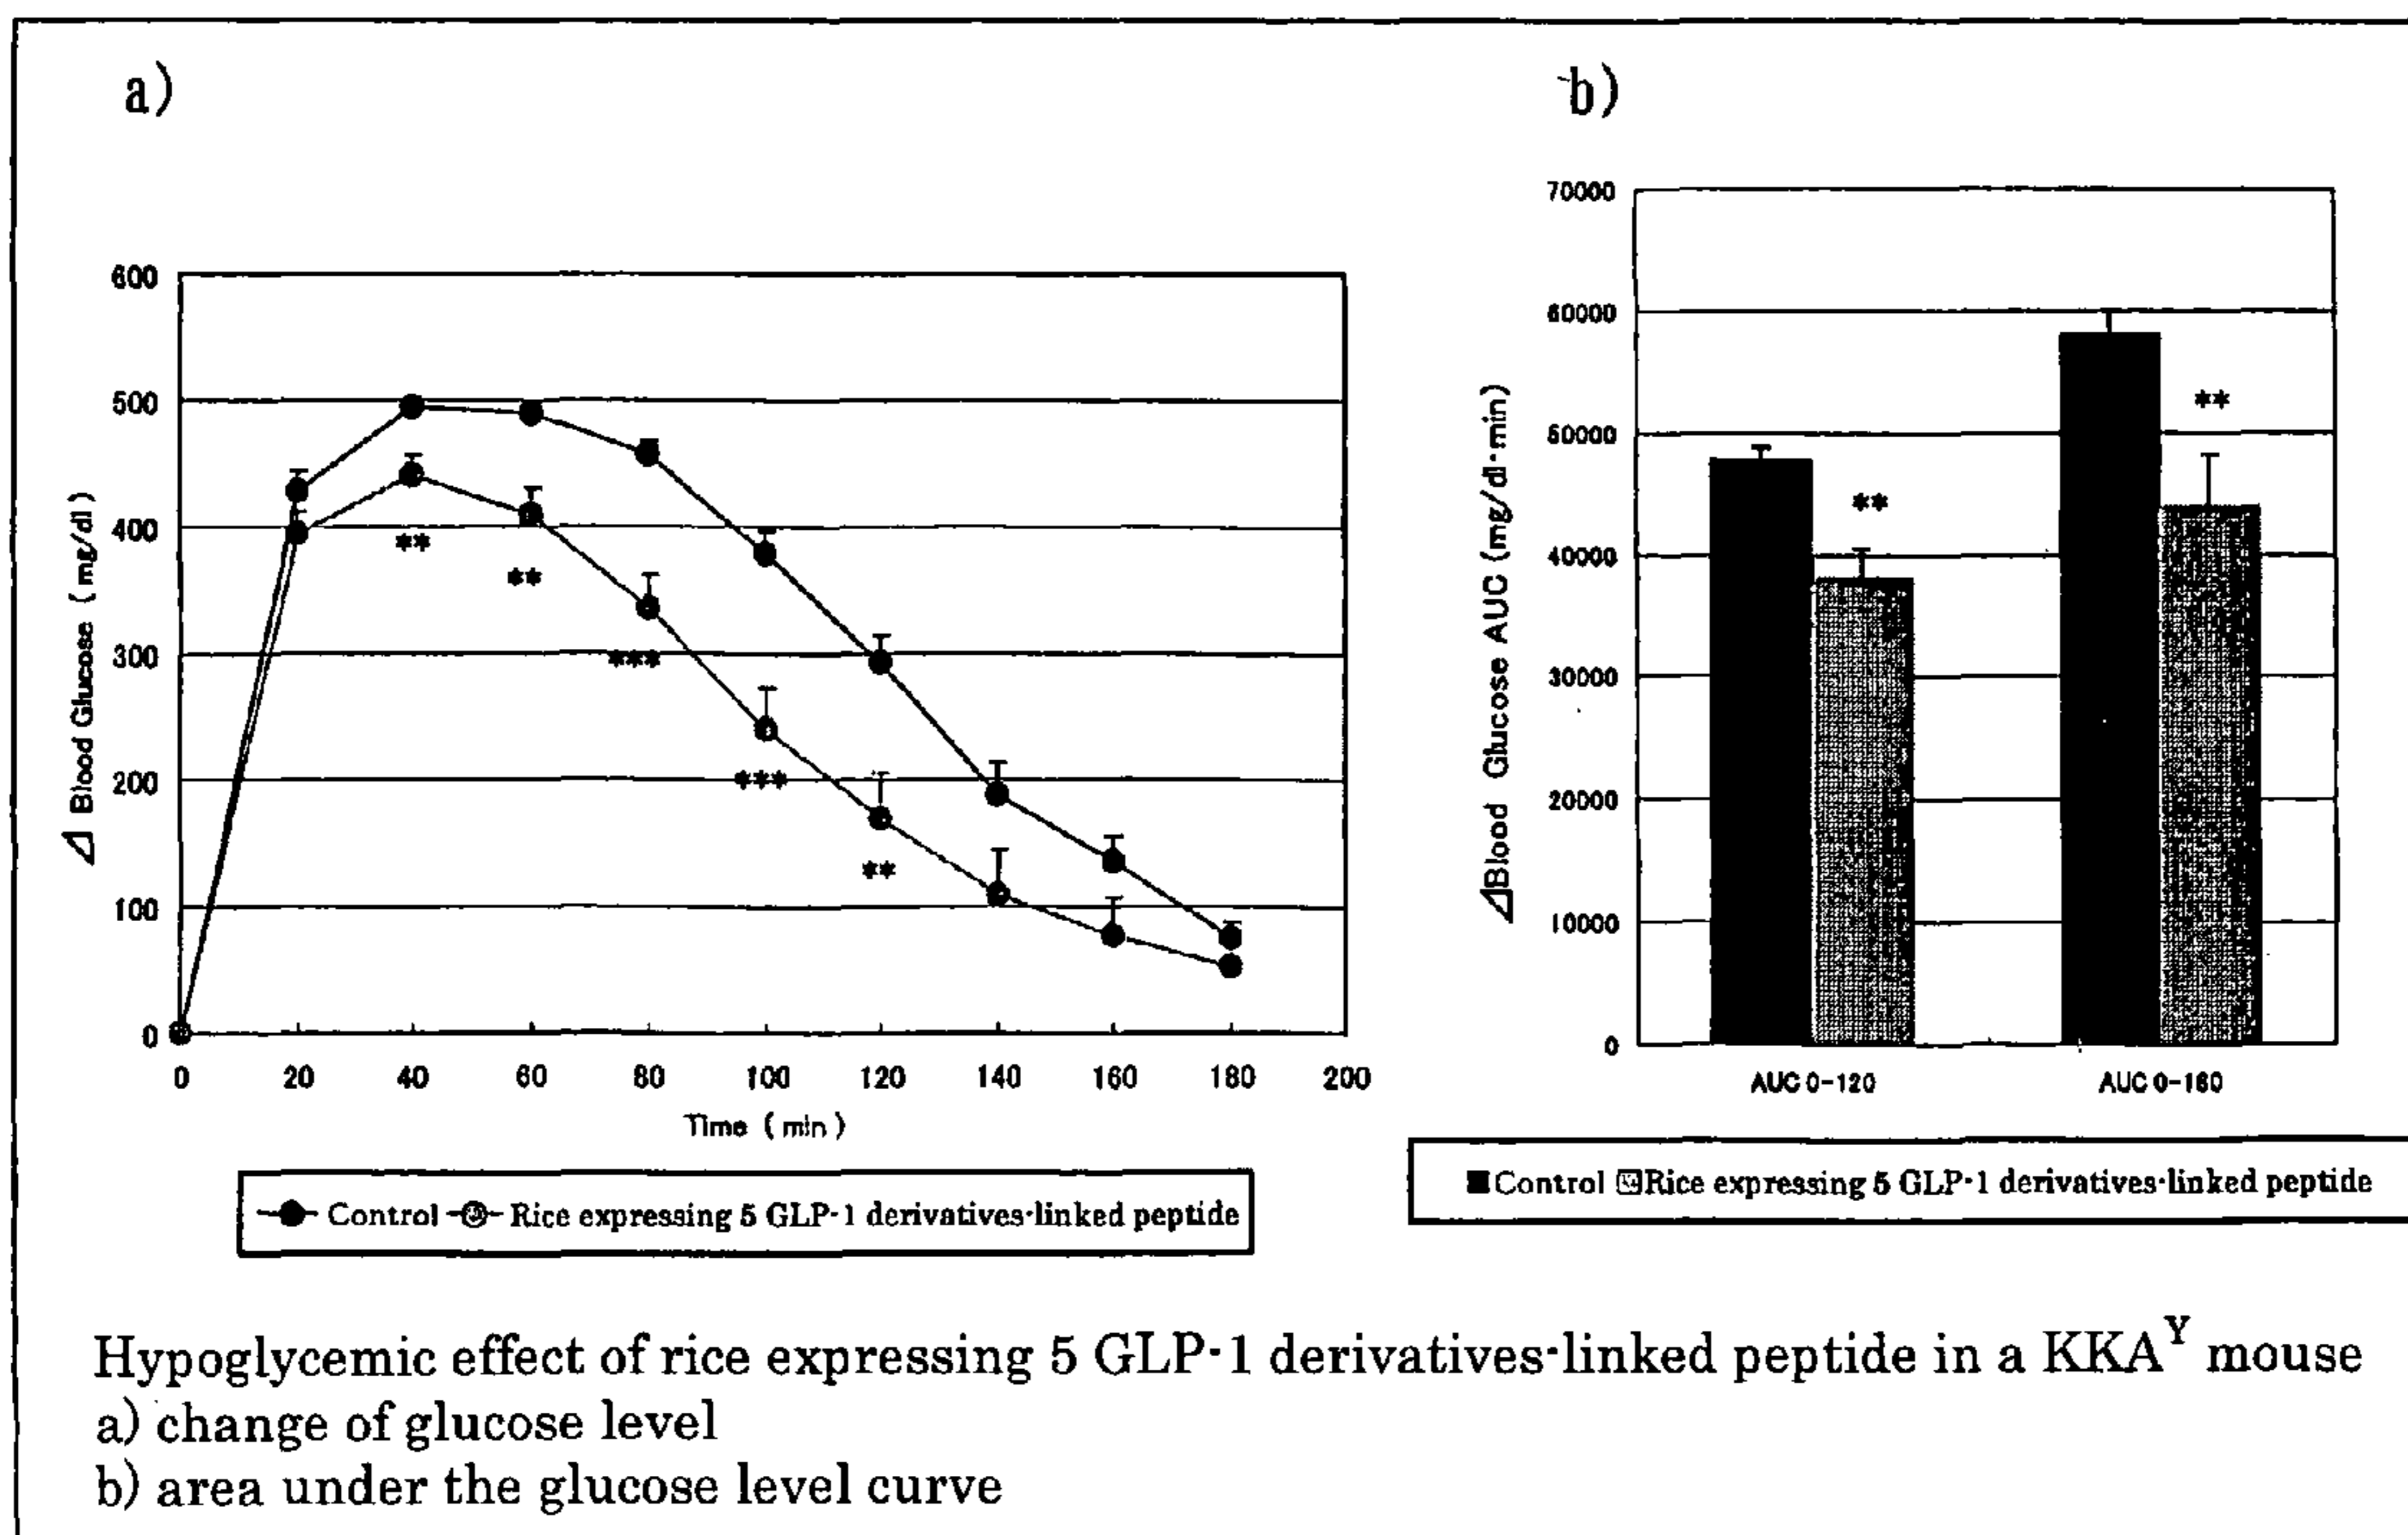 a)
b)
600
500
400
300
200
100
0
⊿ Blood Glucose ( mg/dl )
**
**
***
***
**
0 20 40 60 80 100 120 140 160 180 200
Time ( min )
Control Rice expressing 5 GLP-1 derivatives-linked peptide
70000
60000
50000
40000
30000
20000
10000
0
⊿Blood Glucose AUC (mg/dl·min)
**
**
AUC 0-120 AUC 0-180
Control Rice expressing 5 GLP-1 derivatives-linked peptide
Hypoglycemic effect of rice expressing 5 GLP-1 derivatives-linked peptide in a KKA^Y mouse
a) change of glucose level
b) area under the glucose level curve